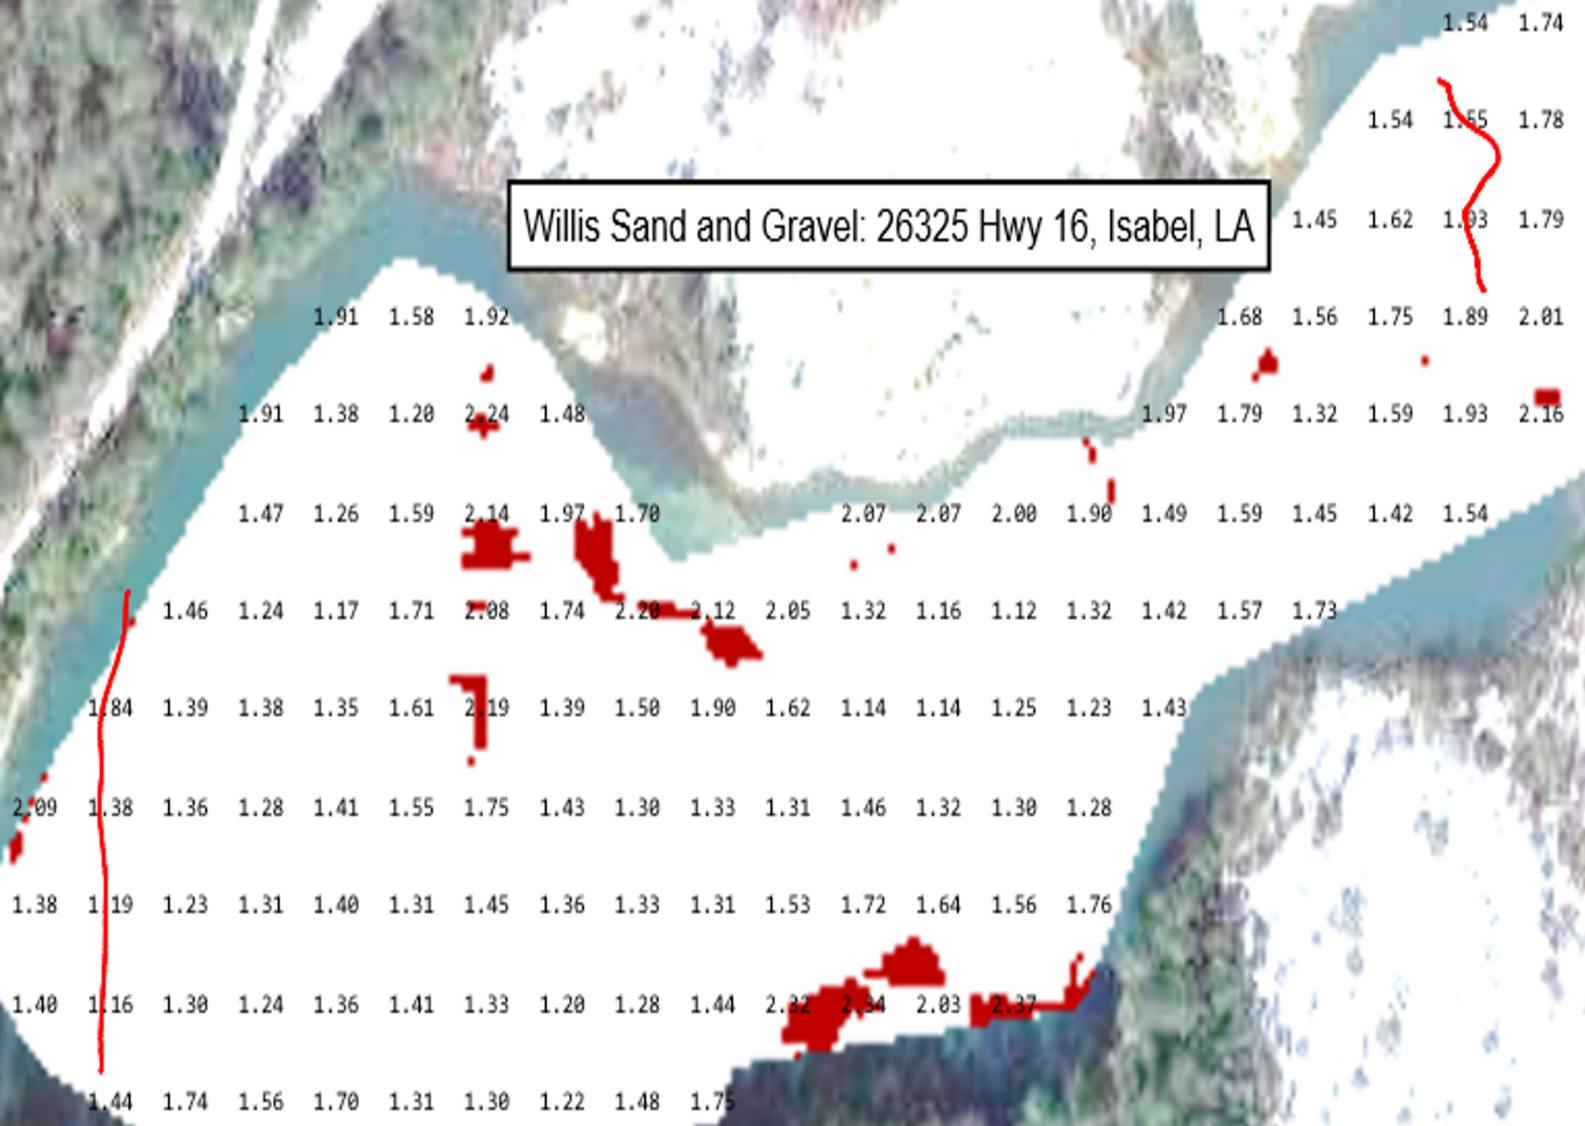 1.54 1.74
1.54 1.55 1.78
Willis Sand and Gravel: 26325 Hwy 16, Isabel, LA
1.45 1.62 1.93 1.79
1.91 1.58 1.92 1.68 1.56 1.75 1.89 2.01
1.91 1.38 1.20 2.24 1.48 1.97 1.79 1.32 1.59 1.93 2.16
1.47 1.26 1.59 2.14 1.97 1.70 2.07 2.07 2.00 1.90 1.49 1.59 1.45 1.42 1.54
1.46 1.24 1.17 1.71 2.08 1.74 2.20 2.12 2.05 1.32 1.16 1.12 1.32 1.42 1.57 1.73
1.84 1.39 1.38 1.35 1.61 2.19 1.39 1.50 1.90 1.62 1.14 1.14 1.25 1.23 1.43
2.09 1.38 1.36 1.28 1.41 1.55 1.75 1.43 1.30 1.33 1.31 1.46 1.32 1.30 1.28
1.38 1.19 1.23 1.31 1.40 1.31 1.45 1.36 1.33 1.31 1.53 1.72 1.64 1.56 1.76
1.40 1.16 1.30 1.24 1.36 1.41 1.33 1.20 1.28 1.44 2.32 2.34 2.03 2.37
1.44 1.74 1.56 1.70 1.31 1.30 1.22 1.48 1.75